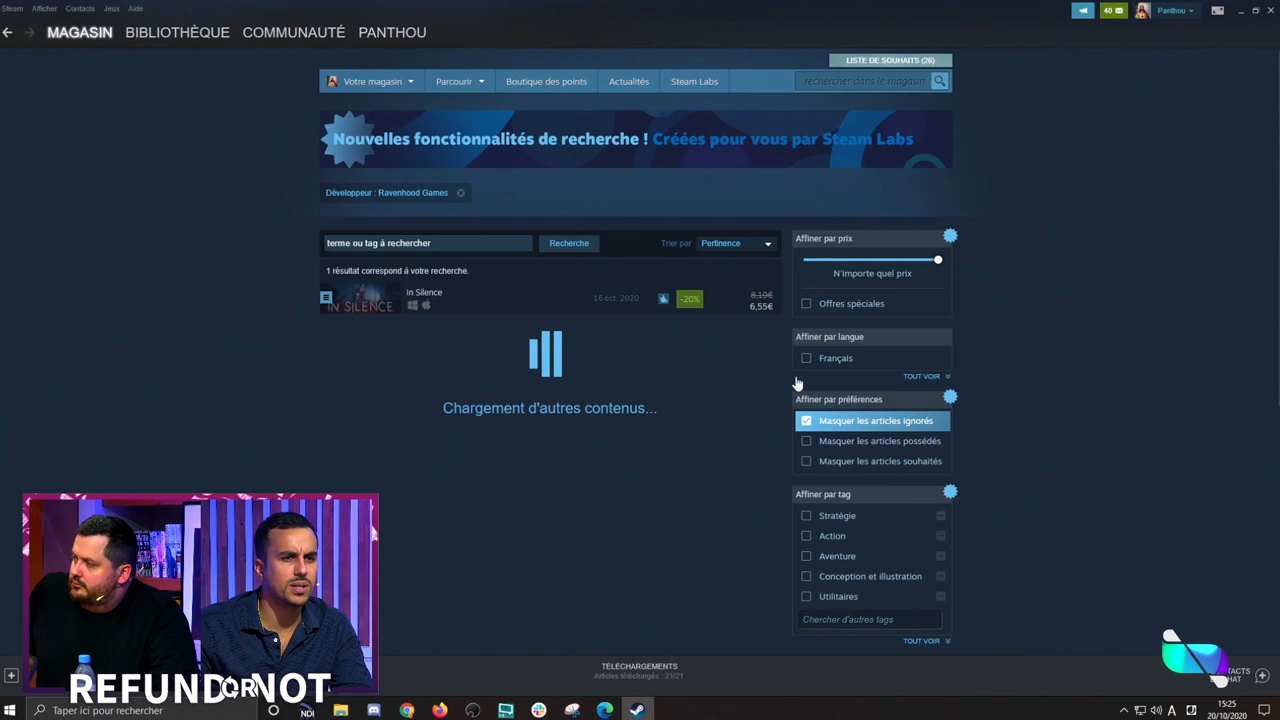 Steam Afficher Contacts Jeux Aide
40 Panthou
MAGASIN BIBLIOTHÈQUE COMMUNAUTÉ PANTHOU
LISTE DE SOUHAITS (26)
Votre magasin Parcourir Boutique des points Actualités Steam Labs rechercher dans le magasin
Nouvelles fonctionnalités de recherche ! Créées pour vous par Steam Labs
Développeur : Ravenhood Games
terme ou tag à rechercher Recherche Trier par Pertinence
1 résultat correspond à votre recherche.
IN SILENCE In Silence 16 oct. 2020 -20% 8,19€
6,55€
Chargement d'autres contenus...
Affiner par prix
N'importe quel prix
Offres spéciales
Affiner par langue
Français
TOUT VOIR
Affiner par préférences
Masquer les articles ignorés
Masquer les articles possédés
Masquer les articles souhaités
Affiner par tag
Stratégie
Action
Aventure
Conception et illustration
Utilitaires
Chercher d'autres tags
TOUT VOIR
TÉLÉCHARGEMENTS
Articles téléchargés : 21/21
REFUND OR NOT
Taper ici pour rechercher
NDI
A
15:25
20/10/2020